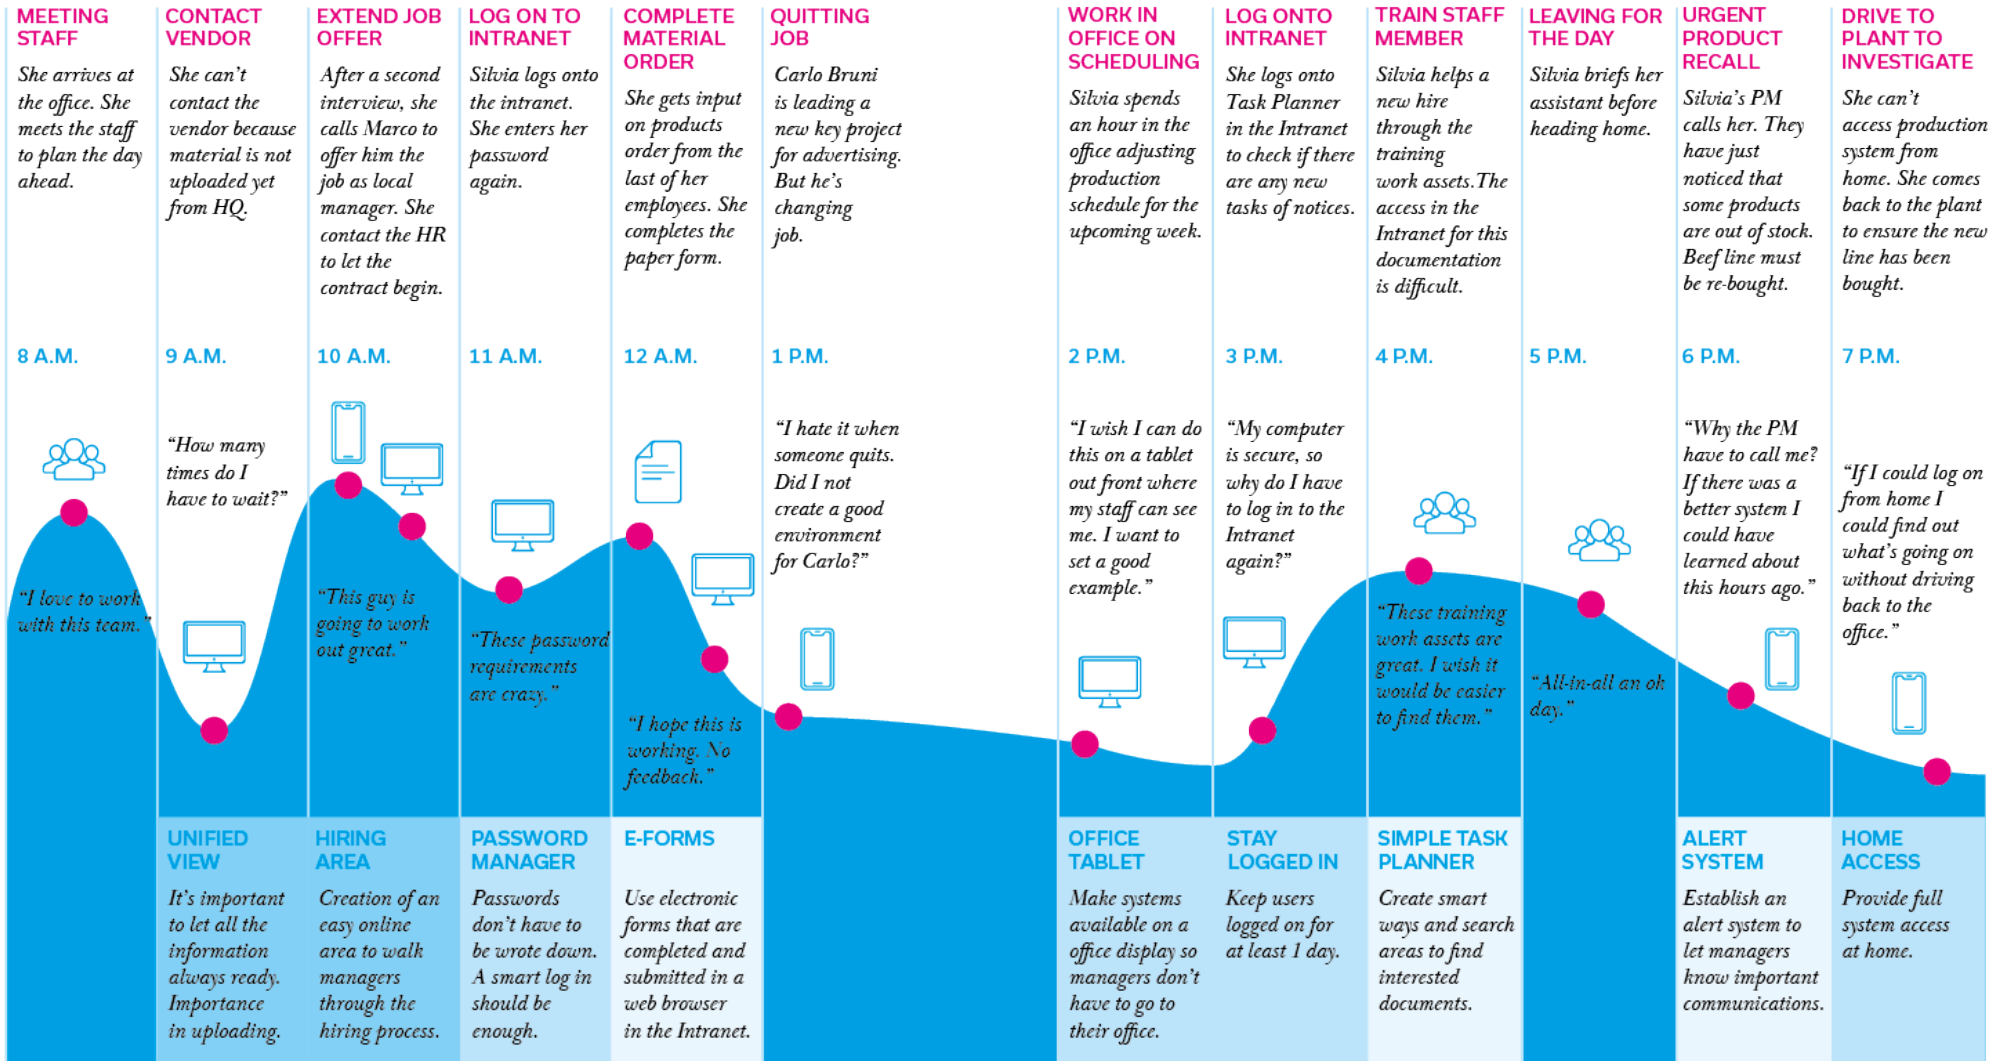 MEETING
STAFF
She arrives at
the office. She
meets the staff
to plan the day
ahead.
CONTACT
VENDOR
She can't
contact the
vendor because
material is not
uploaded yet
from HQ.
EXTEND JOB
OFFER
After a second
interview, she
calls Marco to
offer him the
job as local
manager. She
contact the HR
to let the
contract begin.
LOG ON TO
INTRANET
Silvia logs onto
the intranet.
She enters her
password
again.
COMPLETE
MATERIAL
ORDER
She gets input
on products
order from the
last of her
employees. She
completes the
paper form.
QUITTING
JOB
Carlo Bruni
is leading a
new key project
for advertising.
But he's
changing
job.
WORK IN
OFFICE ON
SCHEDULING
Silvia spends
an hour in the
office adjusting
production
schedule for the
upcoming week.
LOG ONTO
INTRANET
She logs onto
Task Planner
in the Intranet
to check if there
are any new
tasks of notices.
TRAIN STAFF
MEMBER
Silvia helps a
new hire
through the
training
work assets.The
access in the
Intranet for this
documentation
is difficult.
LEAVING FOR
THE DAY
Silvia briefs her
assistant before
heading home.
URGENT
PRODUCT
RECALL
Silvia's PM
calls her. They
have just
noticed that
some products
are out of stock.
Beef line must
be re-bought.
DRIVE TO
PLANT TO
INVESTIGATE
She can't
access production
system from
home. She comes
back to the plant
to ensure the new
line has been
bought.
8 A.M.
9 A.M.
10 A.M.
11 A.M.
12 A.M.
1 P.M.
2 P.M.
3 P.M.
4 P.M.
5 P.M.
6 P.M.
7 P.M.
"I love to work
with this team."
"How many
times do I
have to wait?"
"This guy is
going to work
out great."
"These password
requirements
are crazy."
"I hope this is
working. No
feedback."
"I hate it when
someone quits.
Did I not
create a good
environment
for Carlo?"
"I wish I can do
this on a tablet
out front where
my staff can see
me. I want to
set a good
example."
"My computer
is secure, so
why do I have
to log in to the
Intranet
again?"
"These training
work assets are
great. I wish it
would be easier
to find them."
"All-in-all an ok
day."
"Why the PM
have to call me?
If there was a
better system I
could have
learned about
this hours ago."
"If I could log on
from home I
could find out
what's going on
without driving
back to the
office."
UNIFIED
VIEW
It's important
to let all the
information
always ready.
Importance
in uploading.
HIRING
AREA
Creation of an
easy online
area to walk
managers
through the
hiring process.
PASSWORD
MANAGER
Passwords
don't have to
be wrote down.
A smart log in
should be
enough.
E-FORMS
Use electronic
forms that are
completed and
submitted in a
web browser
in the Intranet.
OFFICE
TABLET
Make systems
available on a
office display so
managers don't
have to go to
their office.
STAY
LOGGED IN
Keep users
logged on for
at least 1 day.
SIMPLE TASK
PLANNER
Create smart
ways and search
areas to find
interested
documents.
ALERT
SYSTEM
Establish an
alert system to
let managers
know important
communications.
HOME
ACCESS
Provide full
system access
at home.